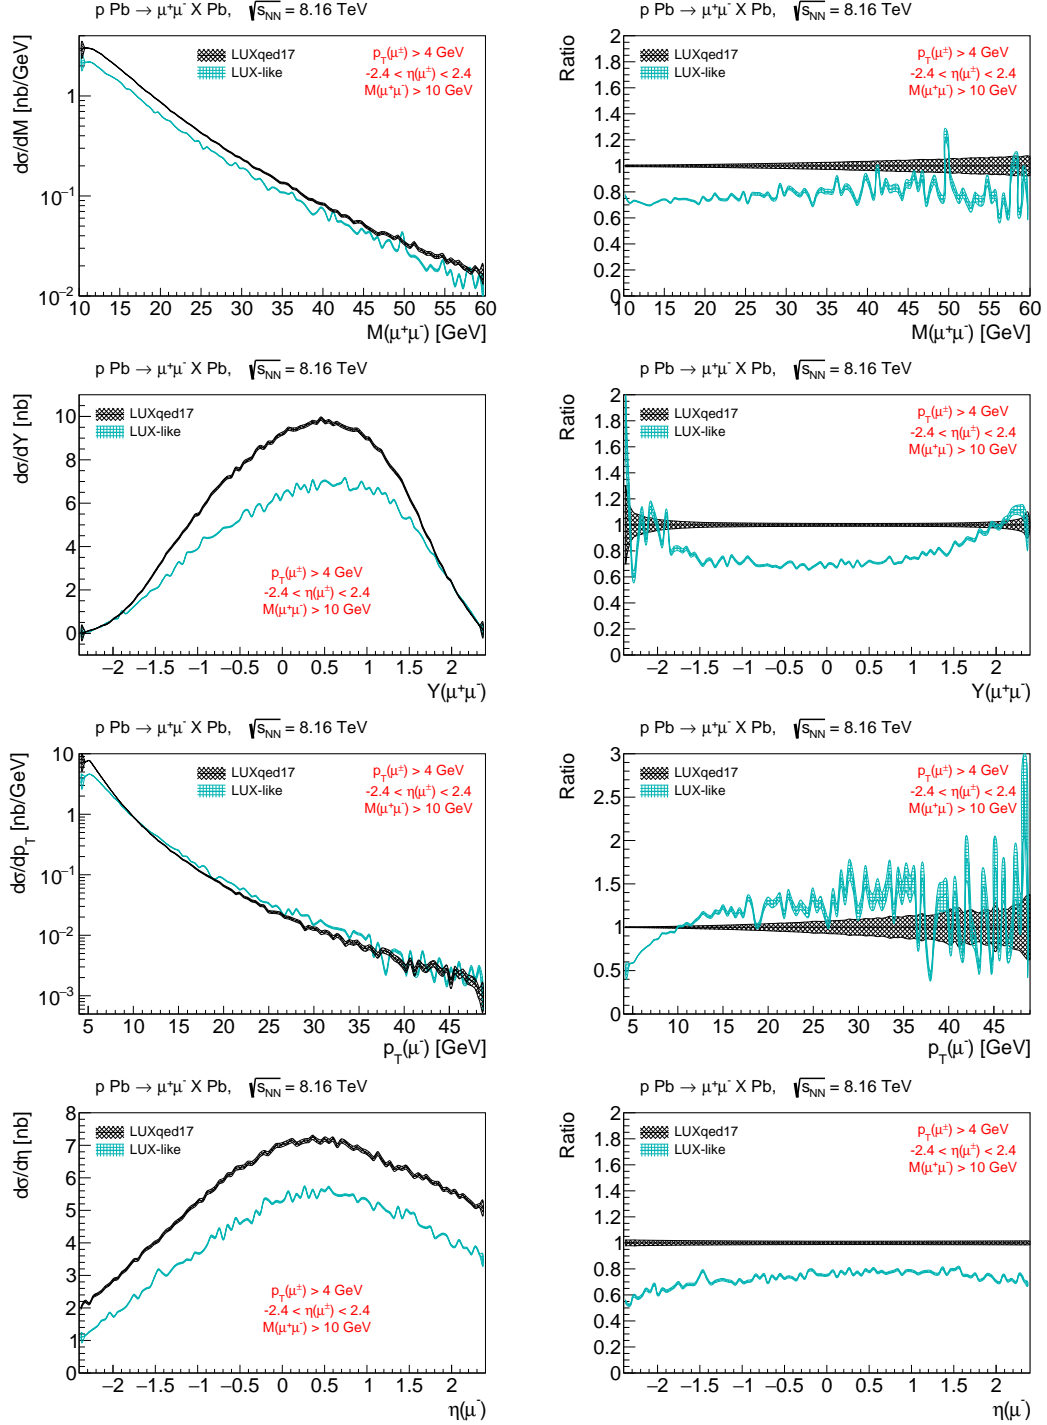 p Pb → μ⁺μ⁻ X Pb, √s_NN = 8.16 TeV
dσ/dM [nb/GeV]
LUXqed17
LUX-like
p_T(μ±) > 4 GeV
-2.4 < η(μ±) < 2.4
M(μ⁺μ⁻) > 10 GeV
1
10⁻¹
10⁻²
10 15 20 25 30 35 40 45 50 55 60
M(μ⁺μ⁻) [GeV]
p Pb → μ⁺μ⁻ X Pb, √s_NN = 8.16 TeV
Ratio
LUXqed17
LUX-like
p_T(μ±) > 4 GeV
-2.4 < η(μ±) < 2.4
M(μ⁺μ⁻) > 10 GeV
2
1.8
1.6
1.4
1.2
1
0.8
0.6
0.4
0.2
0
10 15 20 25 30 35 40 45 50 55 60
M(μ⁺μ⁻) [GeV]
p Pb → μ⁺μ⁻ X Pb, √s_NN = 8.16 TeV
dσ/dY [nb]
LUXqed17
LUX-like
10
8
6
4
2
0
p_T(μ±) > 4 GeV
-2.4 < η(μ±) < 2.4
M(μ⁺μ⁻) > 10 GeV
−2 −1.5 −1 −0.5 0 0.5 1 1.5 2
Y(μ⁺μ⁻)
p Pb → μ⁺μ⁻ X Pb, √s_NN = 8.16 TeV
Ratio
LUXqed17
LUX-like
p_T(μ±) > 4 GeV
-2.4 < η(μ±) < 2.4
M(μ⁺μ⁻) > 10 GeV
2
1.8
1.6
1.4
1.2
1
0.8
0.6
0.4
0.2
0
−2 −1.5 −1 −0.5 0 0.5 1 1.5 2
Y(μ⁺μ⁻)
p Pb → μ⁺μ⁻ X Pb, √s_NN = 8.16 TeV
dσ/dp_T [nb/GeV]
LUXqed17
LUX-like
p_T(μ±) > 4 GeV
-2.4 < η(μ±) < 2.4
M(μ⁺μ⁻) > 10 GeV
10
1
10⁻¹
10⁻²
10⁻³
5 10 15 20 25 30 35 40 45
p_T(μ⁻) [GeV]
p Pb → μ⁺μ⁻ X Pb, √s_NN = 8.16 TeV
Ratio
LUXqed17
LUX-like
p_T(μ±) > 4 GeV
-2.4 < η(μ±) < 2.4
M(μ⁺μ⁻) > 10 GeV
3
2.5
2
1.5
1
0.5
0
5 10 15 20 25 30 35 40 45
p_T(μ⁻) [GeV]
p Pb → μ⁺μ⁻ X Pb, √s_NN = 8.16 TeV
dσ/dη [nb]
LUXqed17
LUX-like
8
7
6
5
4
3
2
1
0
p_T(μ±) > 4 GeV
-2.4 < η(μ±) < 2.4
M(μ⁺μ⁻) > 10 GeV
−2 −1.5 −1 −0.5 0 0.5 1 1.5 2
η(μ⁻)
p Pb → μ⁺μ⁻ X Pb, √s_NN = 8.16 TeV
Ratio
LUXqed17
LUX-like
p_T(μ±) > 4 GeV
-2.4 < η(μ±) < 2.4
M(μ⁺μ⁻) > 10 GeV
2
1.8
1.6
1.4
1.2
1
0.8
0.6
0.4
0.2
0
−2 −1.5 −1 −0.5 0 0.5 1 1.5 2
η(μ⁻)